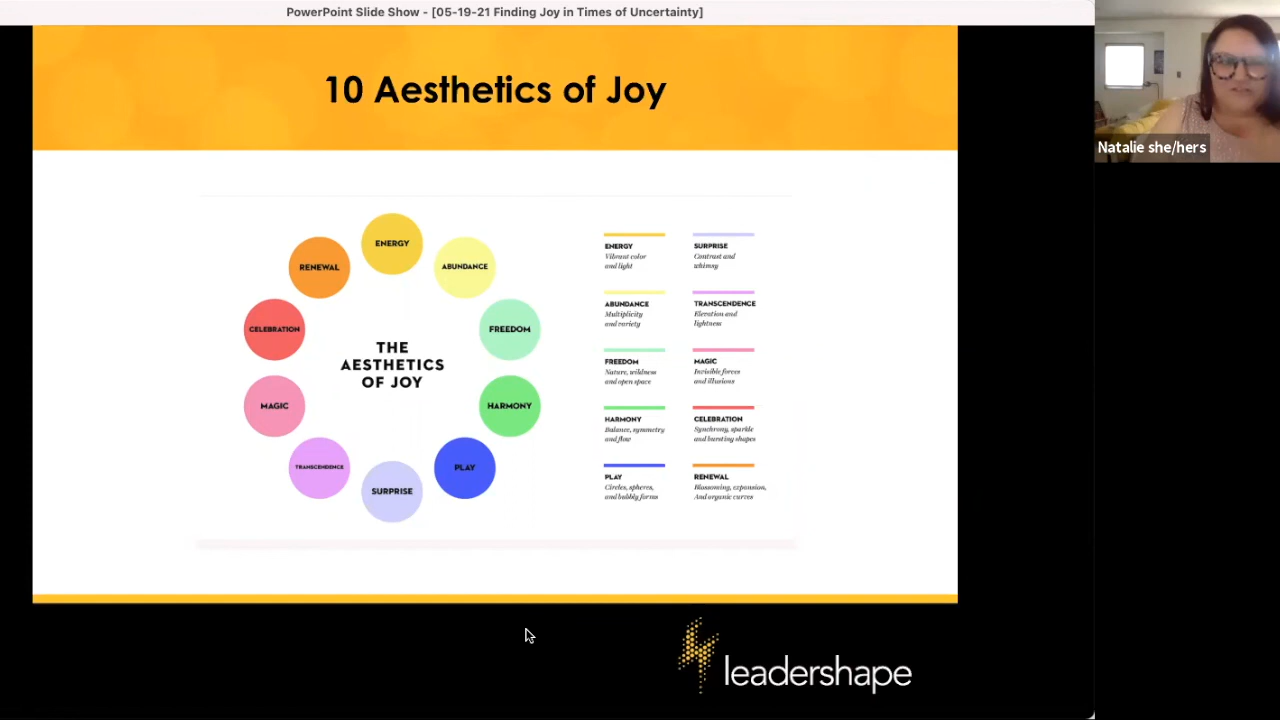 PowerPoint Slide Show - [05-19-21 Finding Joy in Times of Uncertainty]
10 Aesthetics of Joy
Natalie she/hers
ENERGY
RENEWAL
ABUNDANCE
CELEBRATION
FREEDOM
THE
AESTHETICS
OF JOY
MAGIC
HARMONY
TRANSCENDENCE
PLAY
SURPRISE
ENERGY
Vibrant color
and light
SURPRISE
Contrast and
whimsy
ABUNDANCE
Multiplicity
and variety
TRANSCENDENCE
Elevation and
lightness
FREEDOM
Nature, wildness
and open space
MAGIC
Invisible forces
and illusions
HARMONY
Balance, symmetry
and flow
CELEBRATION
Synchrony, sparkle
and bursting shapes
PLAY
Circles, spheres,
and bubbly forms
RENEWAL
Blossoming, expansion,
And organic curves
leadershape